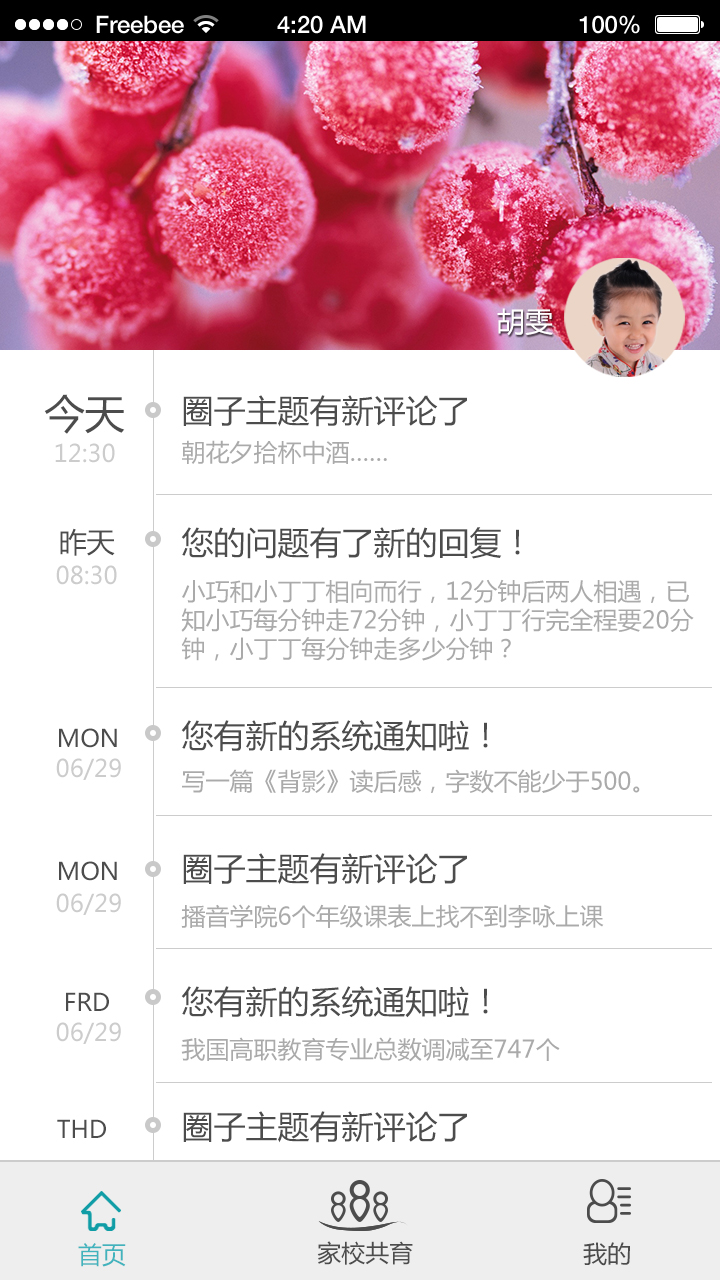 Freebee 4:20 AM 100%
胡雯
今天
12:30
圈子主题有新评论了
朝花夕拾杯中酒……
昨天
08:30
您的问题有了新的回复！
小巧和小丁丁相向而行，12分钟后两人相遇，已
知小巧每分钟走72分钟，小丁丁行完全程要20分
钟，小丁丁每分钟走多少分钟？
MON
06/29
您有新的系统通知啦！
写一篇《背影》读后感，字数不能少于500。
MON
06/29
圈子主题有新评论了
播音学院6个年级课表上找不到李咏上课
FRD
06/29
您有新的系统通知啦！
我国高职教育专业总数调减至747个
THD
圈子主题有新评论了
首页 家校共育 我的